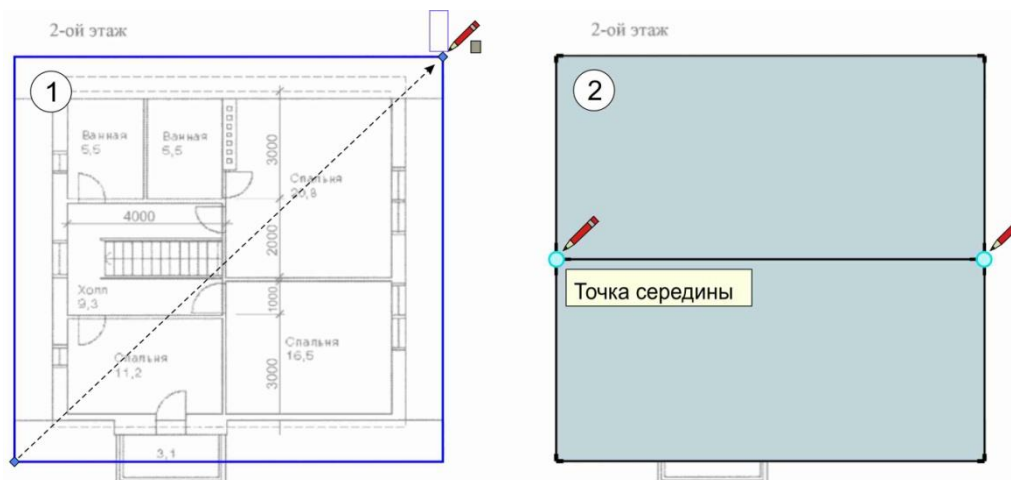 2-ой этаж
1
Ванная
5,5
Ванная
5,5
3000
Спальня
20,8
4000
2000
Холл
9,3
1000
Спальня
16,5
Спальня
11,2
3000
3,1
2-ой этаж
2
Точка середины